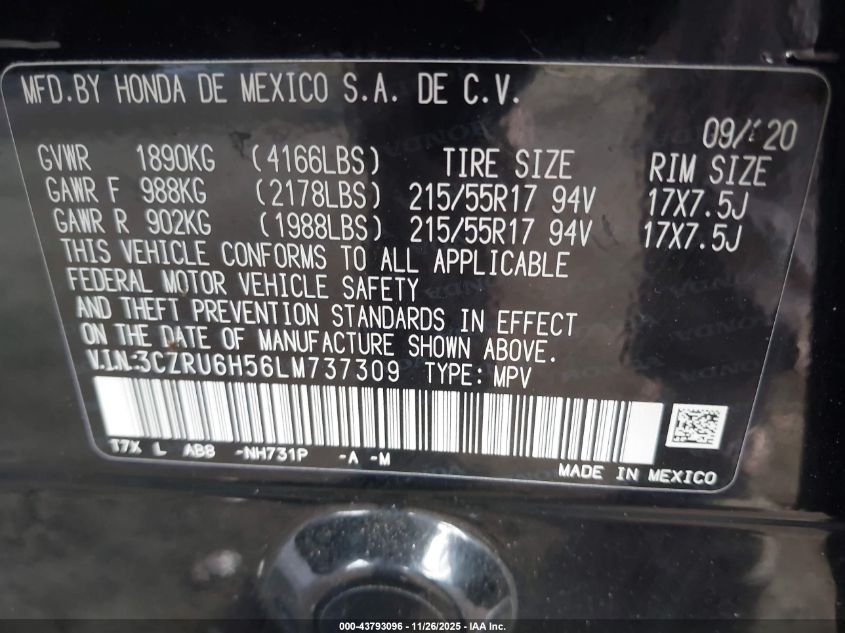 MFD.BY HONDA DE MEXICO S.A. DE C.V.
09/20
GVWR 1890KG (4166LBS) TIRE SIZE RIM SIZE
GAWR F 988KG (2178LBS) 215/55R17 94V 17X7.5J
GAWR R 902KG (1988LBS) 215/55R17 94V 17X7.5J
THIS VEHICLE CONFORMS TO ALL APPLICABLE
FEDERAL MOTOR VEHICLE SAFETY
AND THEFT PREVENTION STANDARDS IN EFFECT
ON THE DATE OF MANUFACTURE SHOWN ABOVE.
V.I.N:3CZRU6H56LM737309 TYPE: MPV
T7X L ABB -NH731P -A -M
MADE IN MEXICO
000-43793096 - 11/26/2025 - IAA Inc.